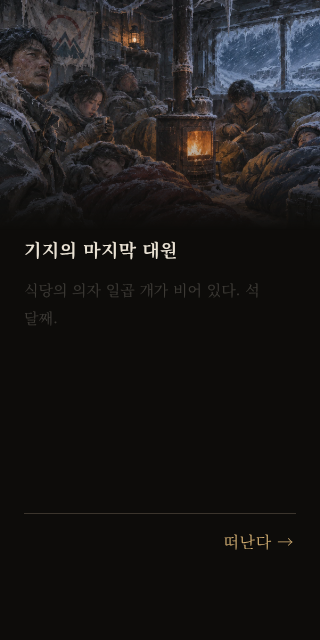 기지의 마지막 대원
식당의 의자 일곱 개가 비어 있다. 석
달째.
떠난다 →